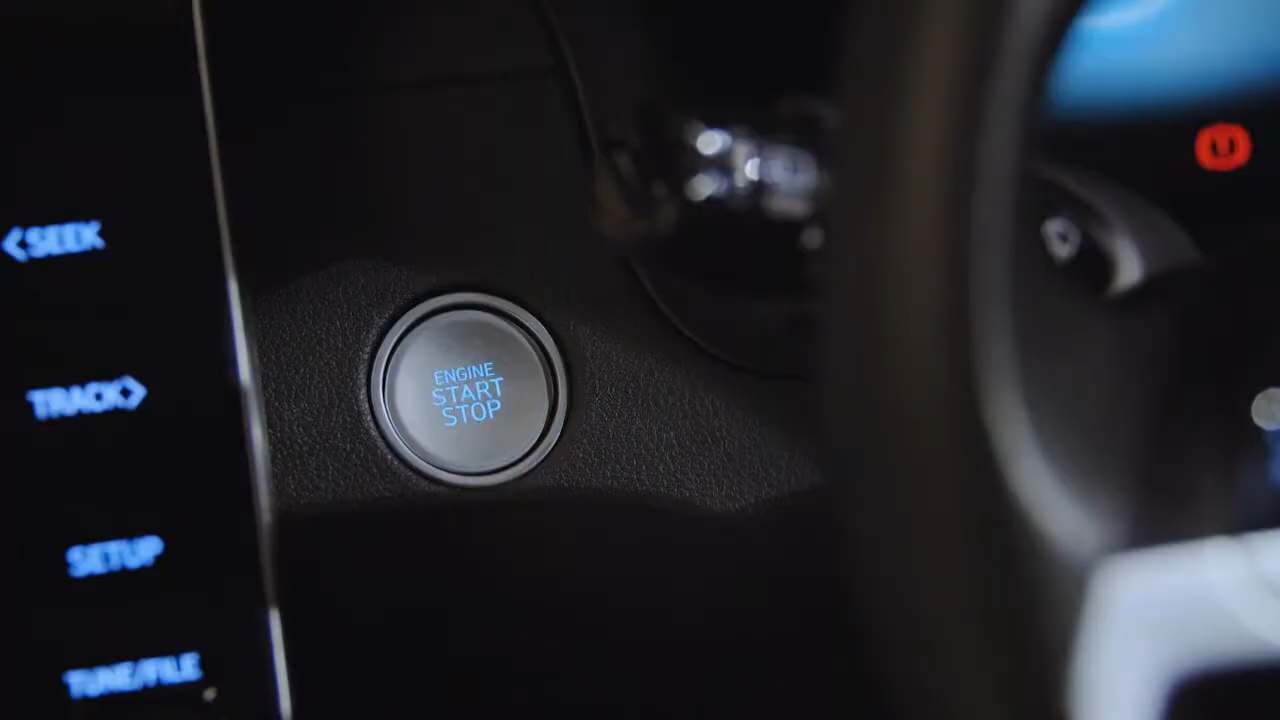 <SEEK
TRACK>
SETUP
TUNE/FILE
ENGINE
START
STOP